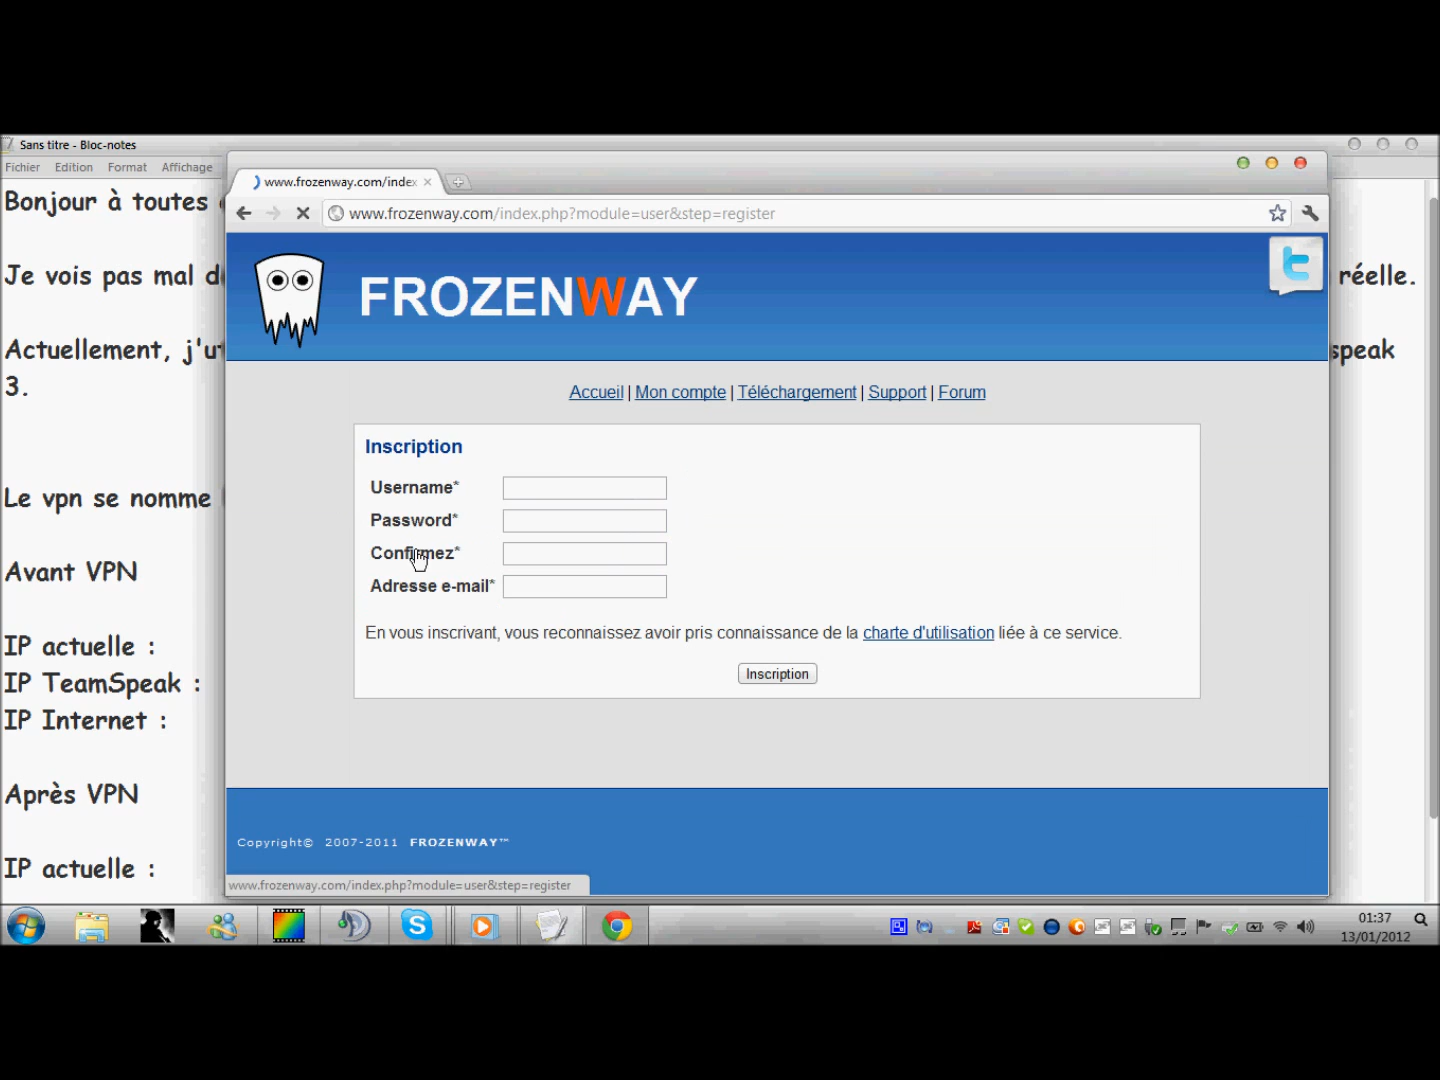 Sans titre - Bloc-notes
Fichier Edition Format Affichage
www.frozenway.com/index
www.frozenway.com/index.php?module=user&step=register
FROZENWAY
Accueil | Mon compte | Téléchargement | Support | Forum
Inscription
Username*
Password*
Confirmez*
Adresse e-mail*
En vous inscrivant, vous reconnaissez avoir pris connaissance de la charte d'utilisation liée à ce service.
Inscription
Copyright© 2007-2011 FROZENWAY™
www.frozenway.com/index.php?module=user&step=register
Bonjour à toutes
Je vois pas mal réelle.
Actuellement, speak
3.
Le vpn se nomme
Avant VPN
IP actuelle :
IP TeamSpeak :
IP Internet :
Après VPN
IP actuelle :
01:37
13/01/2012